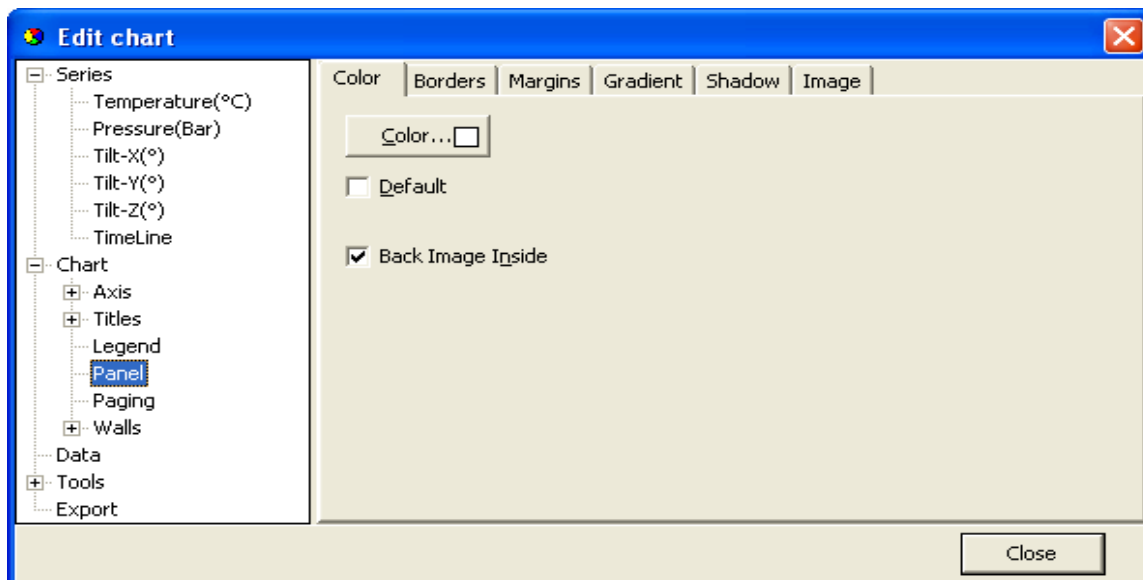 Edit chart
Series
Temperature(°C)
Pressure(Bar)
Tilt-X(°)
Tilt-Y(°)
Tilt-Z(°)
TimeLine
Chart
Axis
Titles
Legend
Panel
Paging
Walls
Data
Tools
Export
Color Borders Margins Gradient Shadow Image
Color...
Default
Back Image Inside
Close